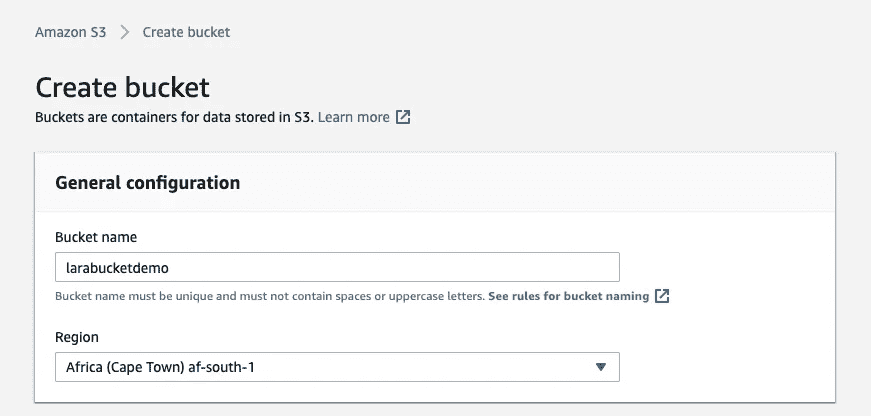 Amazon S3 > Create bucket
Create bucket
Buckets are containers for data stored in S3. Learn more
General configuration
Bucket name
larabucketdemo
Bucket name must be unique and must not contain spaces or uppercase letters. See rules for bucket naming
Region
Africa (Cape Town) af-south-1